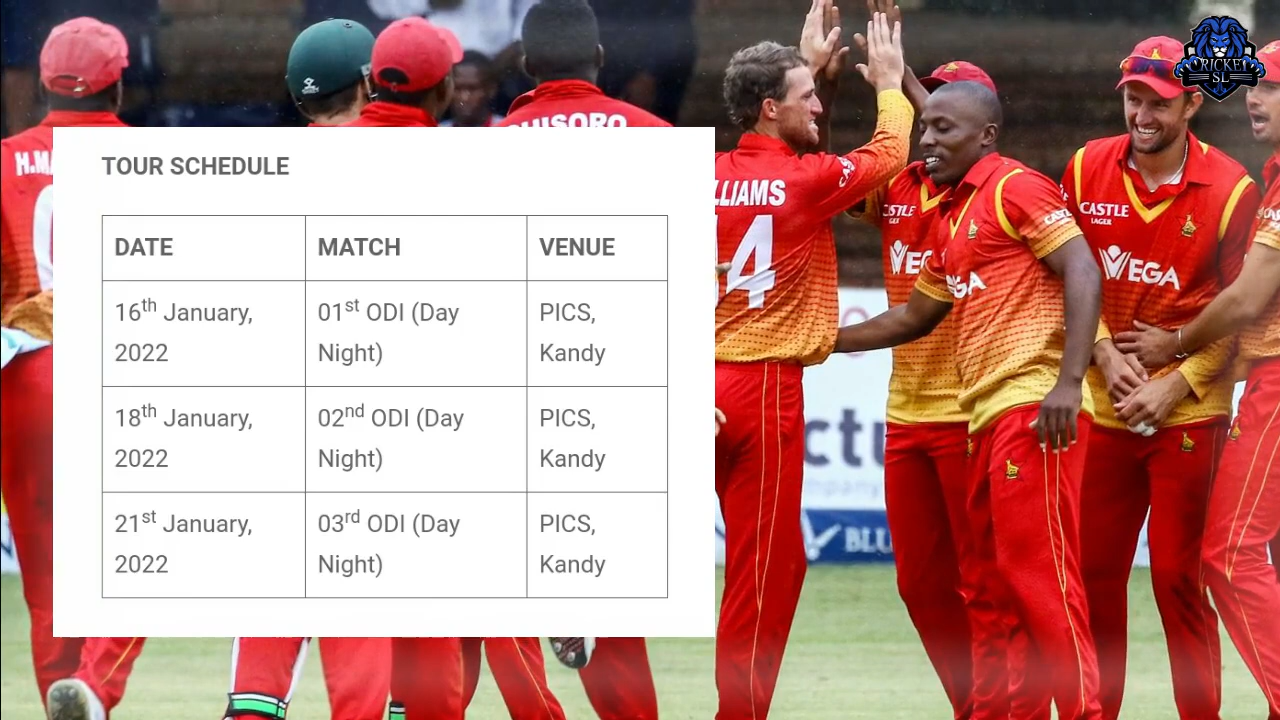 CRICKET
SL
CHISORO
H.MA
TOUR SCHEDULE
DATE MATCH VENUE
16th January, 01st ODI (Day PICS,
2022 Night) Kandy
18th January, 02nd ODI (Day PICS,
2022 Night) Kandy
21st January, 03rd ODI (Day PICS,
2022 Night) Kandy
LLIAMS
4
CASTLE
VEGA
CASTLE
LAGER
VEGA
BLU